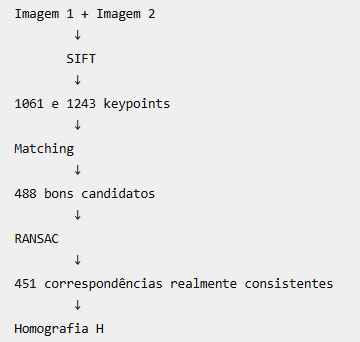 Imagem 1 + Imagem 2
↓
SIFT
↓
1061 e 1243 keypoints
↓
Matching
↓
488 bons candidatos
↓
RANSAC
↓
451 correspondências realmente consistentes
↓
Homografia H